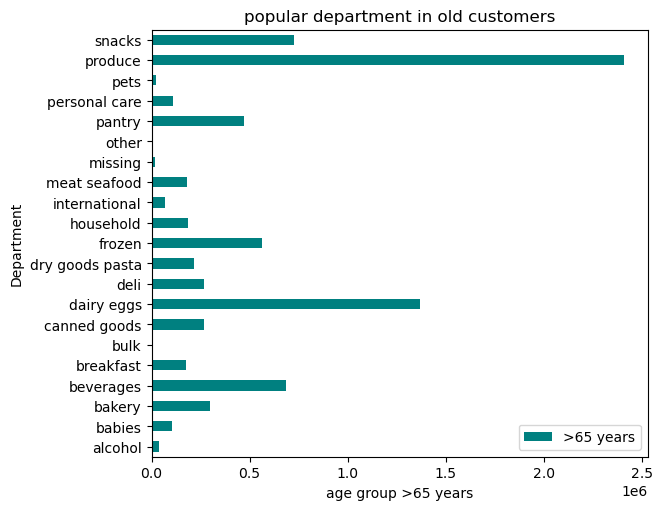 popular department in old customers
snacks
produce
pets
personal care
pantry
other
missing
meat seafood
international
household
frozen
dry goods pasta
deli
dairy eggs
canned goods
bulk
breakfast
beverages
bakery
babies
alcohol
Department
>65 years
0.0 0.5 1.0 1.5 2.0 2.5
1e6
age group >65 years